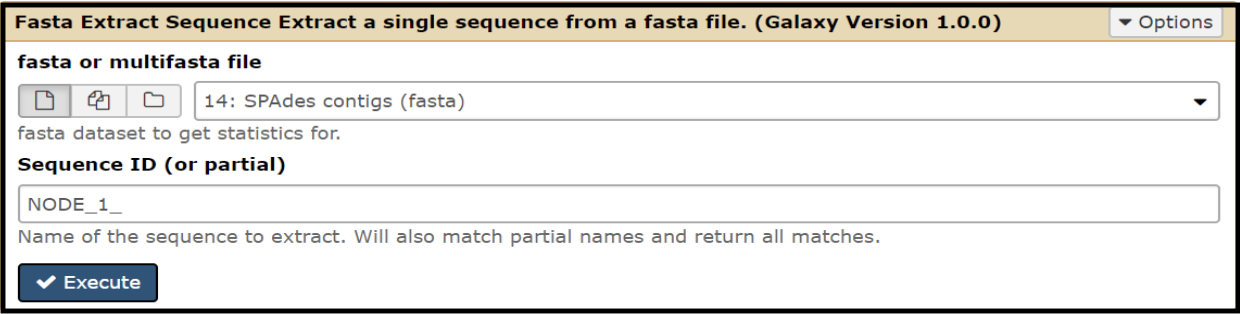 Fasta Extract Sequence Extract a single sequence from a fasta file. (Galaxy Version 1.0.0)
Options
fasta or multifasta file
14: SPAdes contigs (fasta)
fasta dataset to get statistics for.
Sequence ID (or partial)
NODE_1_
Name of the sequence to extract. Will also match partial names and return all matches.
Execute